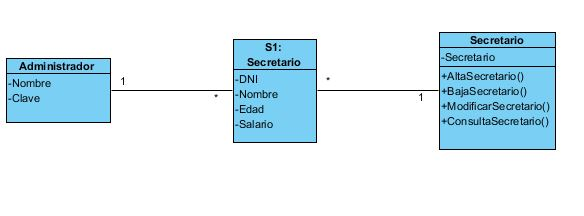 Administrador
-Nombre
-Clave
1
*
S1:
Secretario
-DNI
-Nombre
-Edad
-Salario
*
1
Secretario
-Secretario
+AltaSecretario()
+BajaSecretario()
+ModificarSecretario()
+ConsultaSecretario()